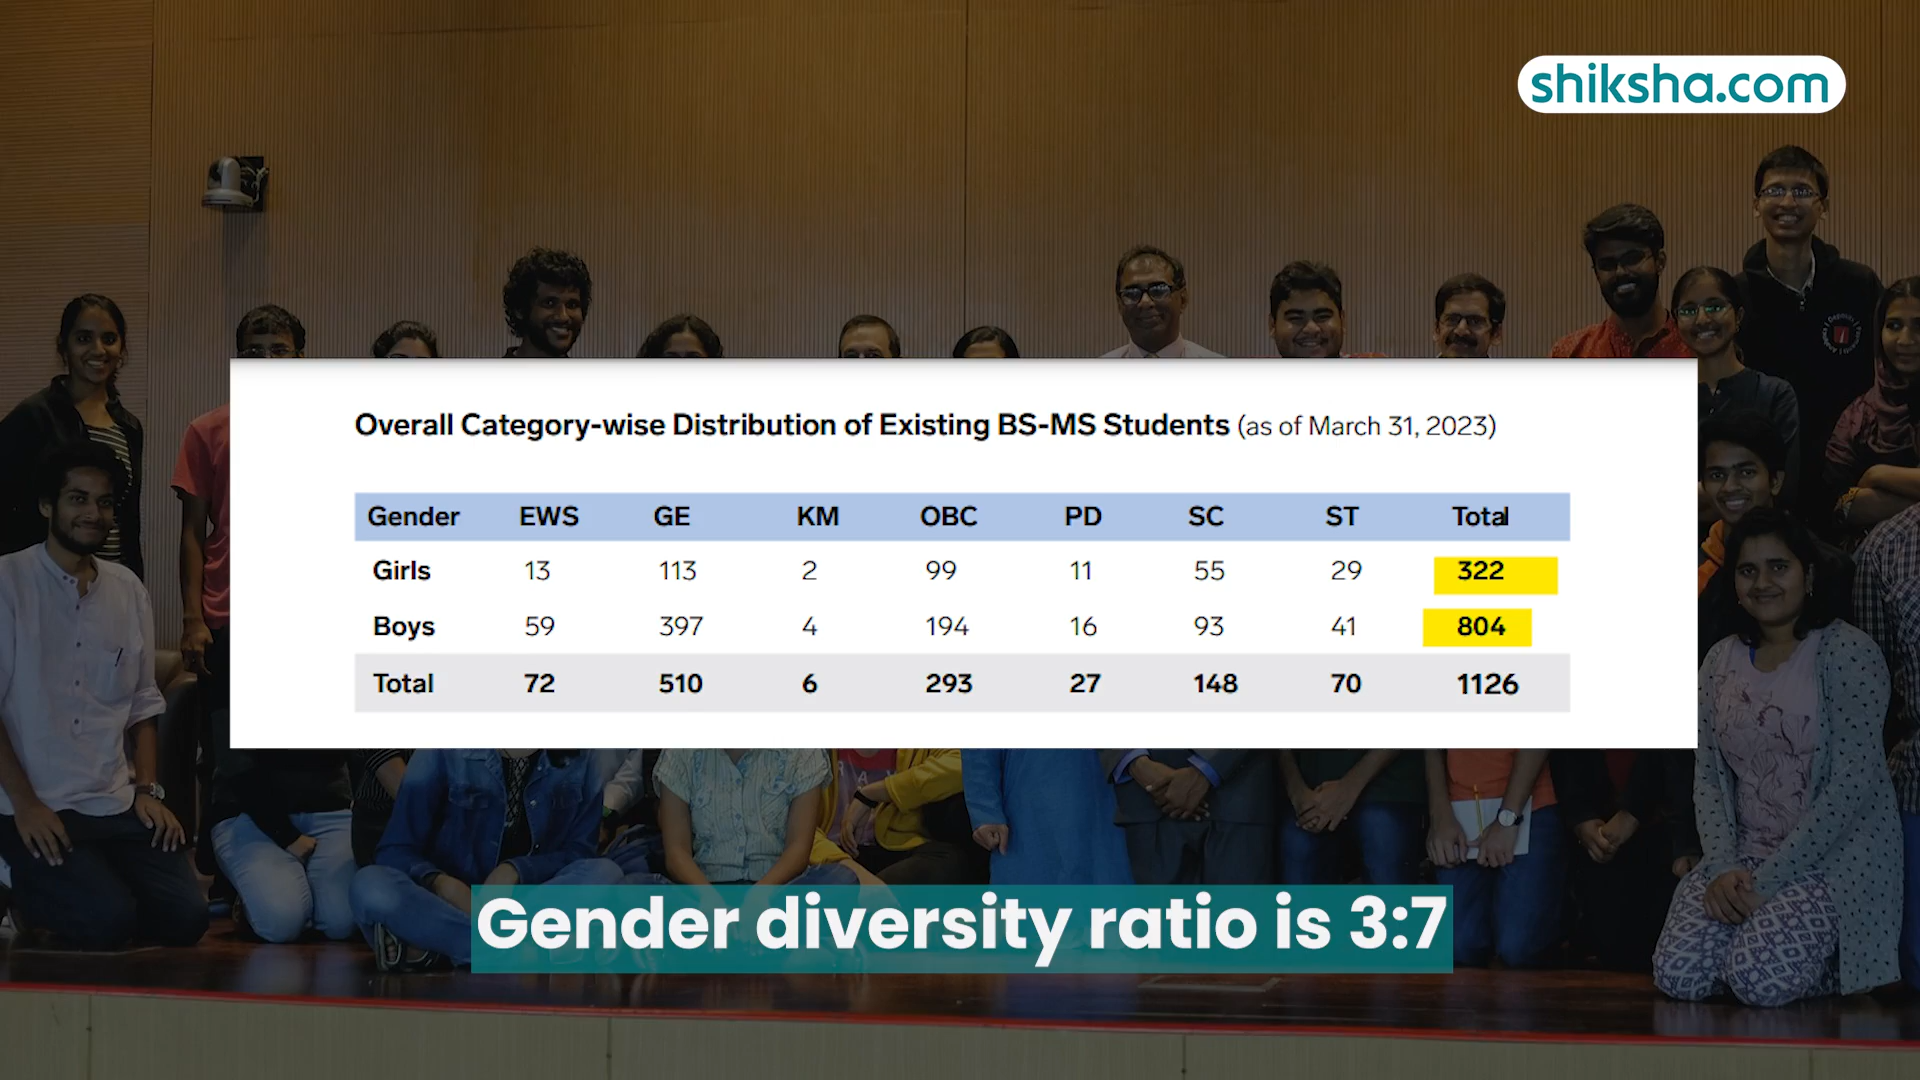 shiksha.com
Overall Category-wise Distribution of Existing BS-MS Students (as of March 31, 2023)
Gender EWS GE KM OBC PD SC ST Total
Girls 13 113 2 99 11 55 29 322
Boys 59 397 4 194 16 93 41 804
Total 72 510 6 293 27 148 70 1126
Gender diversity ratio is 3:7